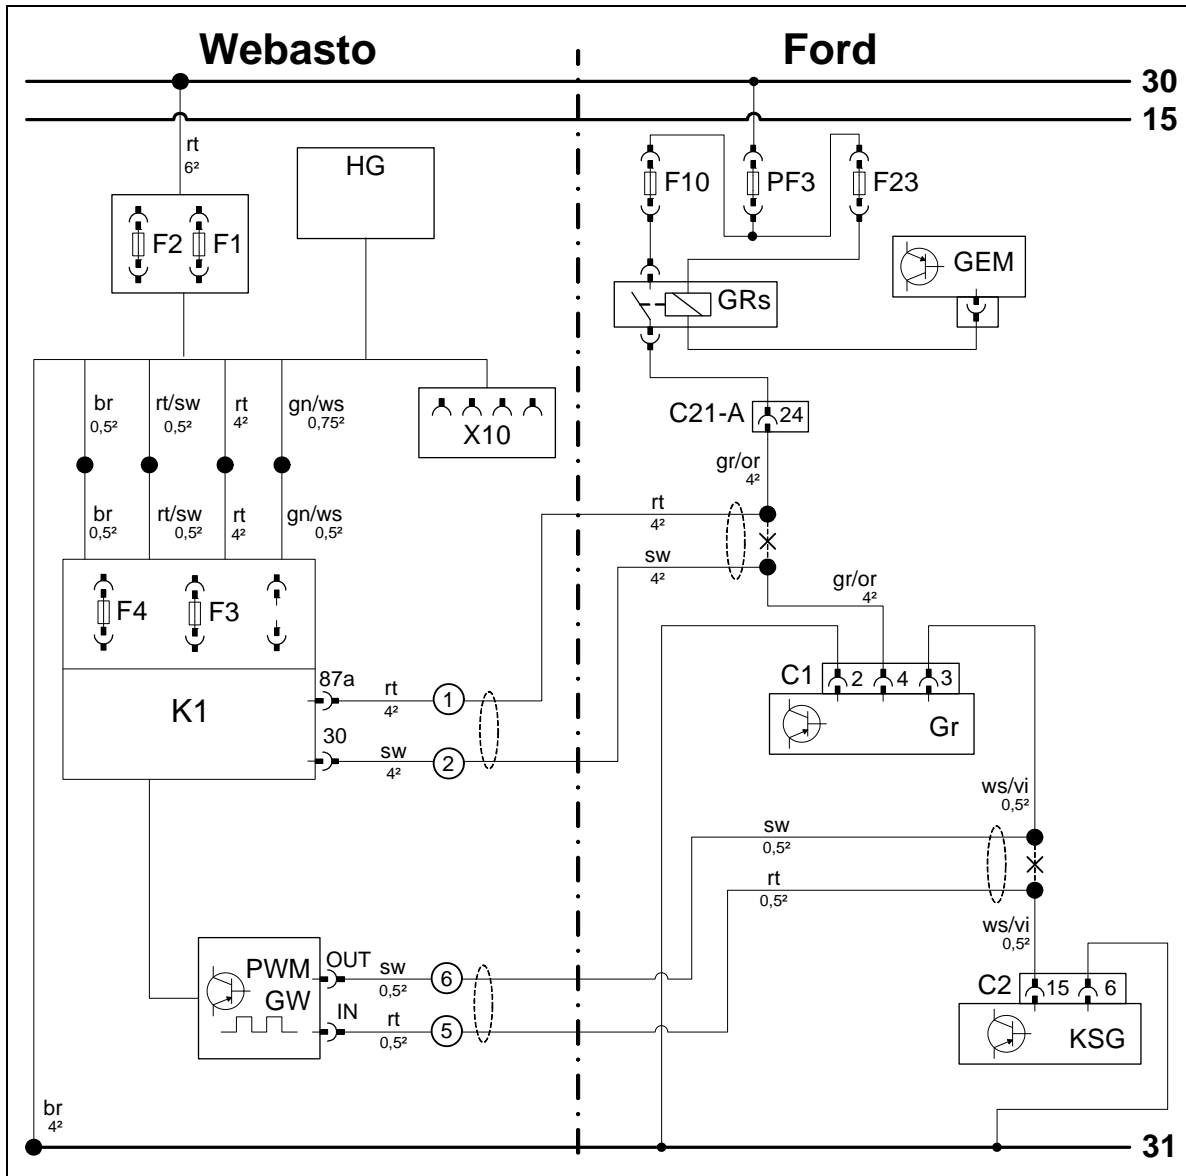 Webasto
Ford
30
15
rt
6²
HG
F2
F1
F10
PF3
F23
GEM
GRs
br
0,5²
rt/sw
0,5²
rt
4²
gn/ws
0,75²
X10
C21-A
24
gr/or
4²
br
0,5²
rt/sw
0,5²
rt
4²
gn/ws
0,5²
rt
4²
sw
4²
gr/or
4²
F4
F3
K1
87a
rt
4²
1
30
sw
4²
2
C1
2
4
3
Gr
ws/vi
0,5²
sw
0,5²
rt
0,5²
ws/vi
0,5²
PWM
GW
OUT
sw
0,5²
6
IN
rt
0,5²
5
C2
15
6
KSG
br
4²
31